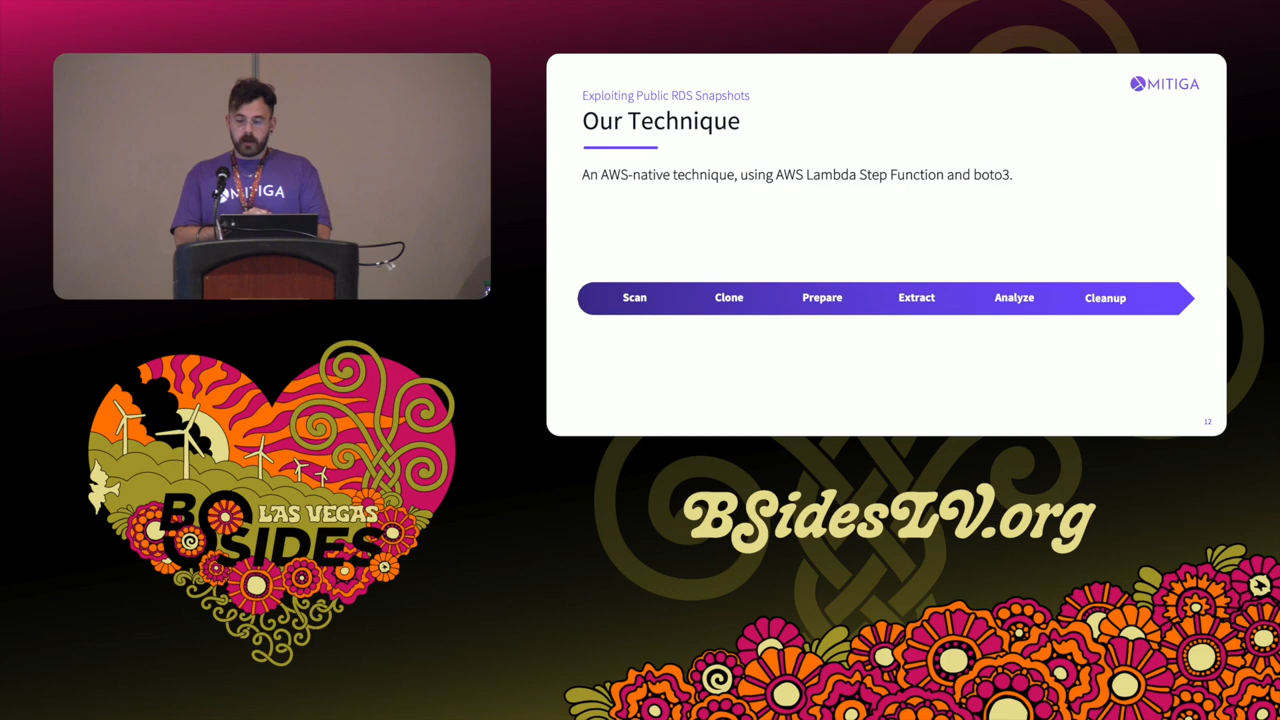 MITIGA
Exploiting Public RDS Snapshots
MITIGA
Our Technique
An AWS-native technique, using AWS Lambda Step Function and boto3.
Scan Clone Prepare Extract Analyze Cleanup
12
BSIDES
LAS VEGAS
23
BSidesLV.org